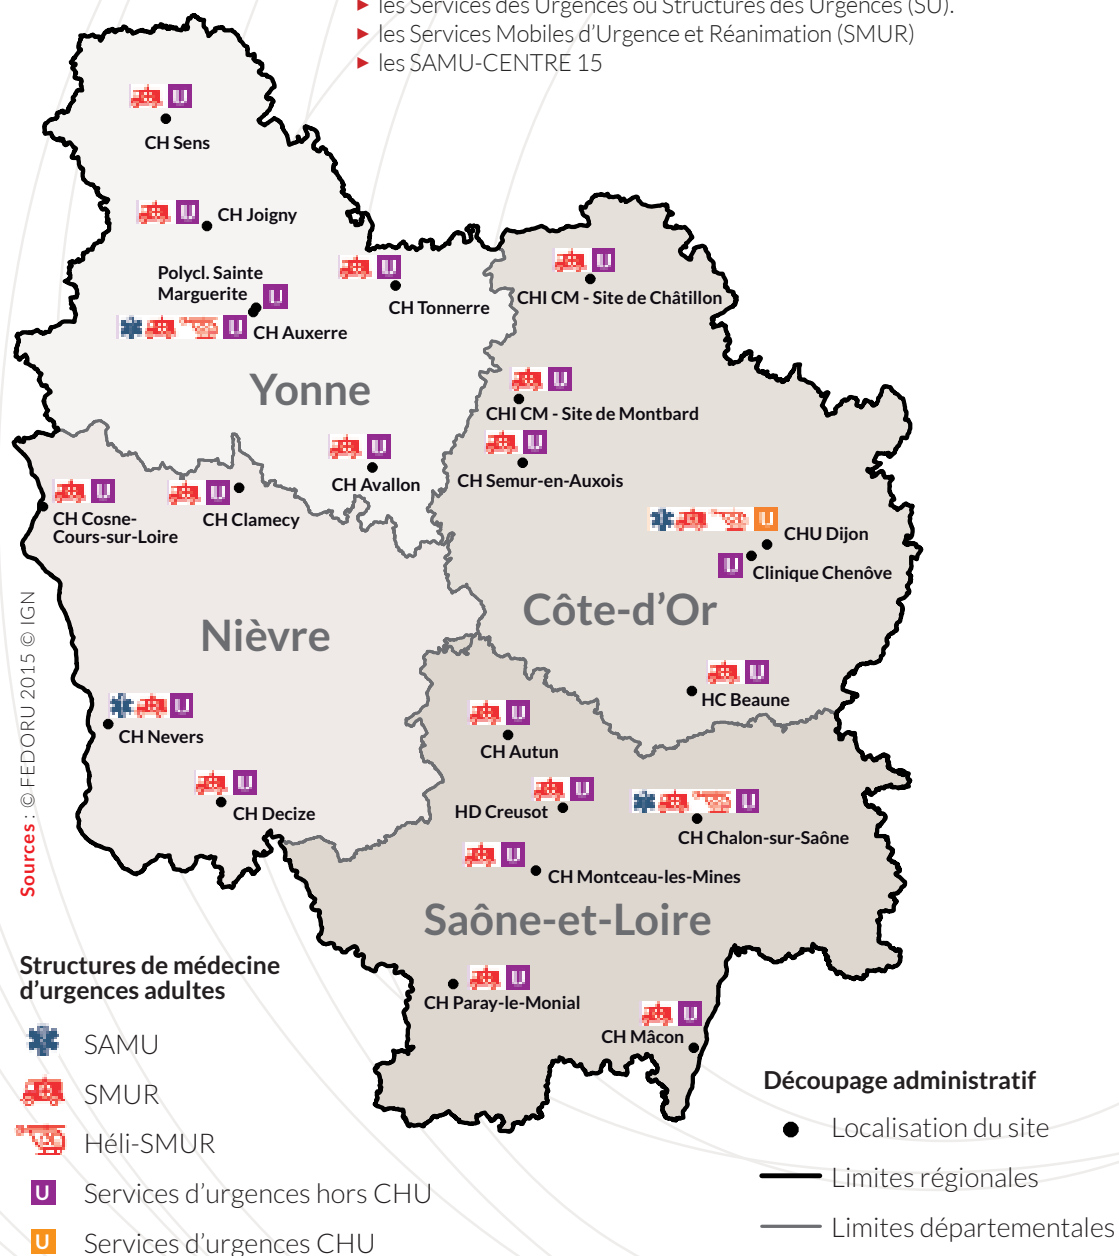 ► les Services des Urgences ou Structures des Urgences (SU).
► les Services Mobiles d'Urgence et Réanimation (SMUR)
► les SAMU-CENTRE 15
U
CH Sens
U
CH Joigny
Polycl. Sainte
Marguerite
U
U
CH Auxerre
U
CH Tonnerre
U
CHI CM - Site de Châtillon
Yonne
U
CHI CM - Site de Montbard
U
CH Avallon
U
CH Semur-en-Auxois
U
CH Cosne-
Cours-sur-Loire
U
CH Clamecy
U
CHU Dijon
U
Clinique Chenôve
Côte-d'Or
Nièvre
U
HC Beaune
U
CH Nevers
U
CH Autun
U
CH Decize
U
HD Creusot
U
CH Chalon-sur-Saône
U
CH Montceau-les-Mines
Saône-et-Loire
U
CH Paray-le-Monial
U
CH Mâcon
Sources : © FEDORU 2015 © IGN
Structures de médecine
d'urgences adultes
SAMU
SMUR
Héli-SMUR
U Services d'urgences hors CHU
U Services d'urgences CHU
Découpage administratif
Localisation du site
Limites régionales
Limites départementales